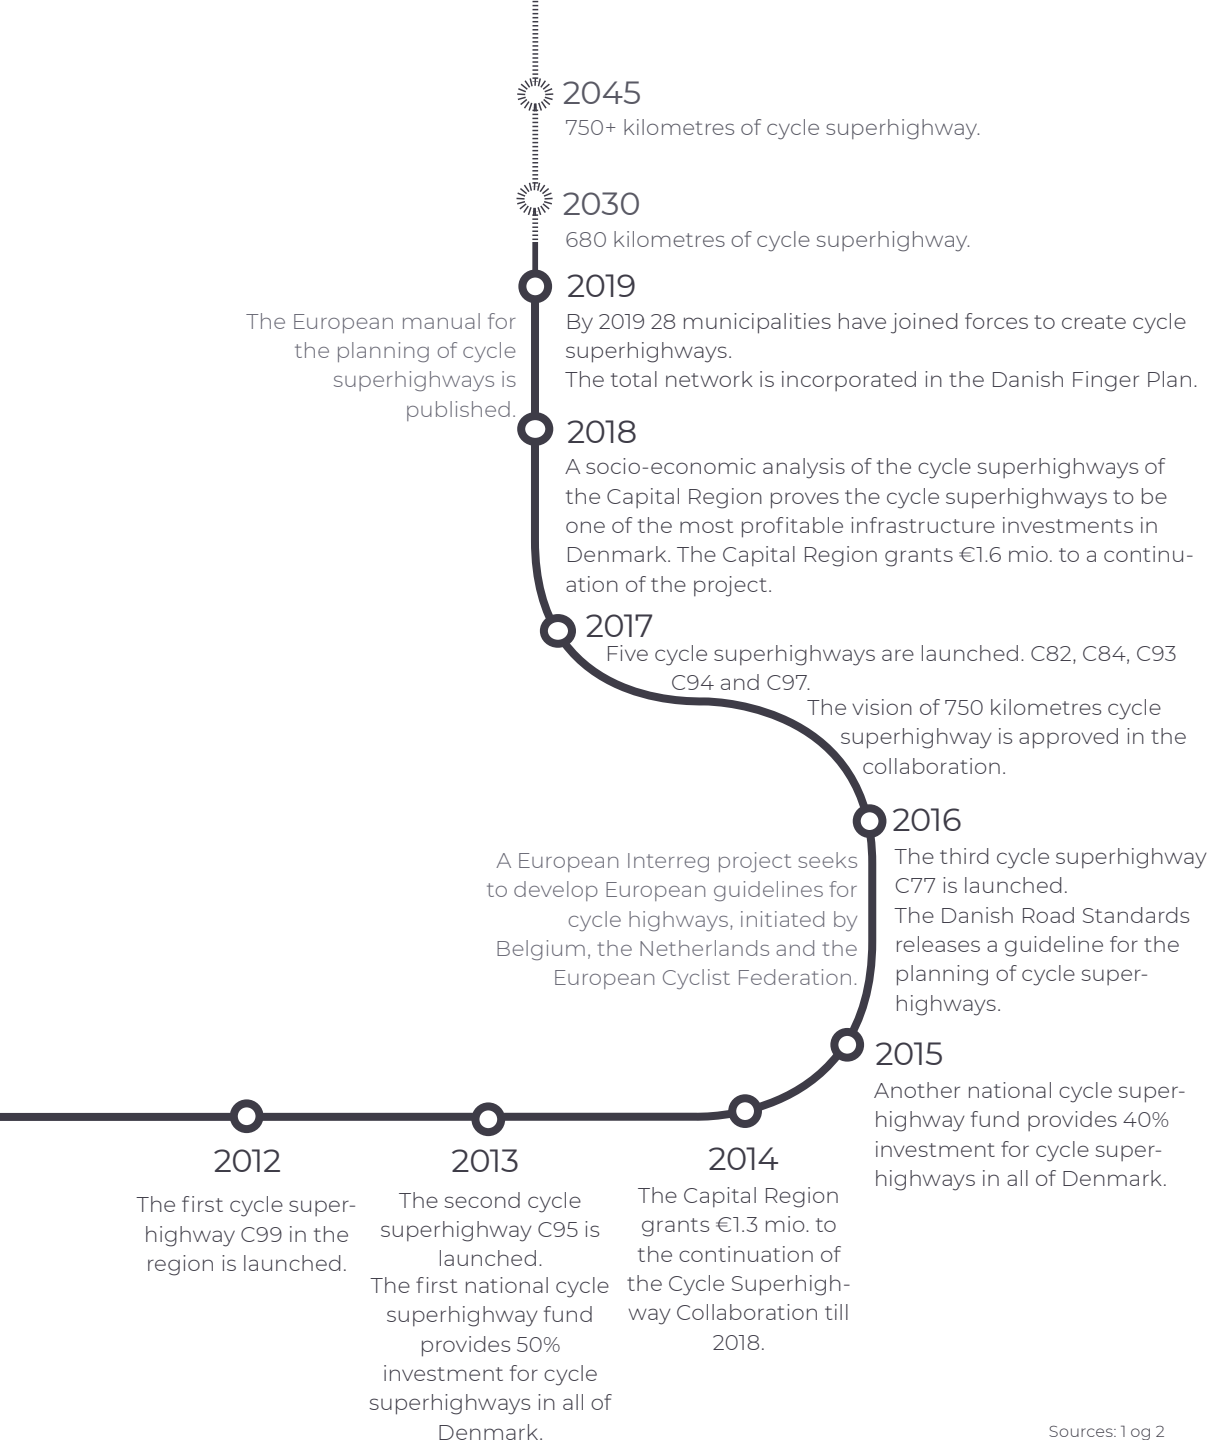 2045
750+ kilometres of cycle superhighway.
2030
680 kilometres of cycle superhighway.
2019
By 2019 28 municipalities have joined forces to create cycle
superhighways.
The total network is incorporated in the Danish Finger Plan.
The European manual for
the planning of cycle
superhighways is
published.
2018
A socio-economic analysis of the cycle superhighways of
the Capital Region proves the cycle superhighways to be
one of the most profitable infrastructure investments in
Denmark. The Capital Region grants €1.6 mio. to a continu-
ation of the project.
2017
Five cycle superhighways are launched. C82, C84, C93
C94 and C97.
The vision of 750 kilometres cycle
superhighway is approved in the
collaboration.
2016
The third cycle superhighway
C77 is launched.
The Danish Road Standards
releases a guideline for the
planning of cycle super-
highways.
A European Interreg project seeks
to develop European guidelines for
cycle highways, initiated by
Belgium, the Netherlands and the
European Cyclist Federation.
2015
Another national cycle super-
highway fund provides 40%
investment for cycle super-
highways in all of Denmark.
2012
The first cycle super-
highway C99 in the
region is launched.
2013
The second cycle
superhighway C95 is
launched.
The first national cycle
superhighway fund
provides 50%
investment for cycle
superhighways in all of
Denmark.
2014
The Capital Region
grants €1.3 mio. to
the continuation of
the Cycle Superhigh-
way Collaboration till
2018.
Sources: 1 og 2